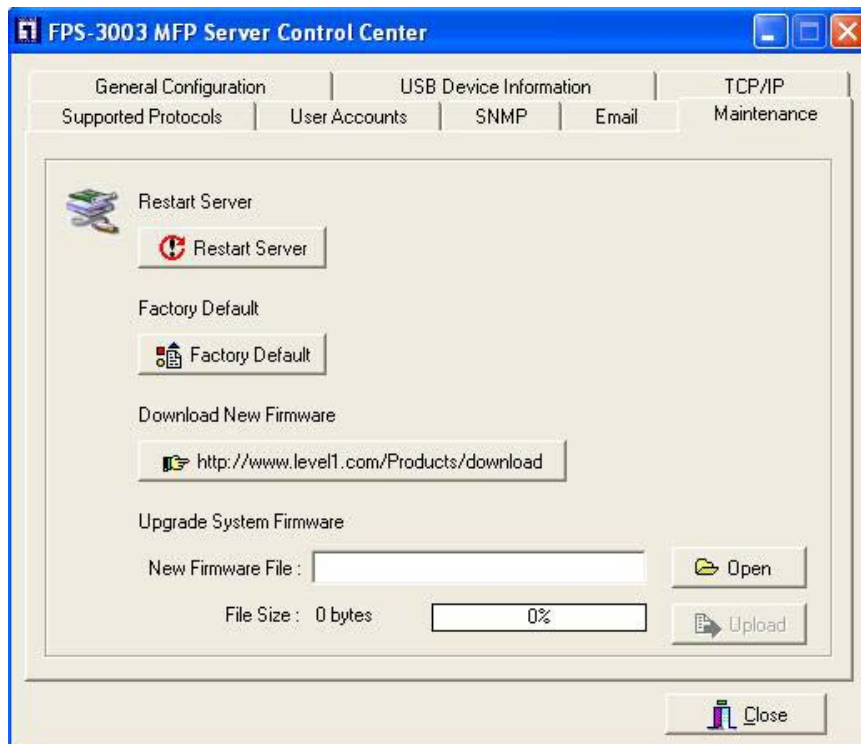 FPS-3003 MFP Server Control Center
General Configuration
USB Device Information
TCP/IP
Supported Protocols
User Accounts
SNMP
Email
Maintenance
Restart Server
Restart Server
Factory Default
Factory Default
Download New Firmware
http://www.level1.com/Products/download
Upgrade System Firmware
New Firmware File :
Open
File Size : 0 bytes
0%
Upload
Close